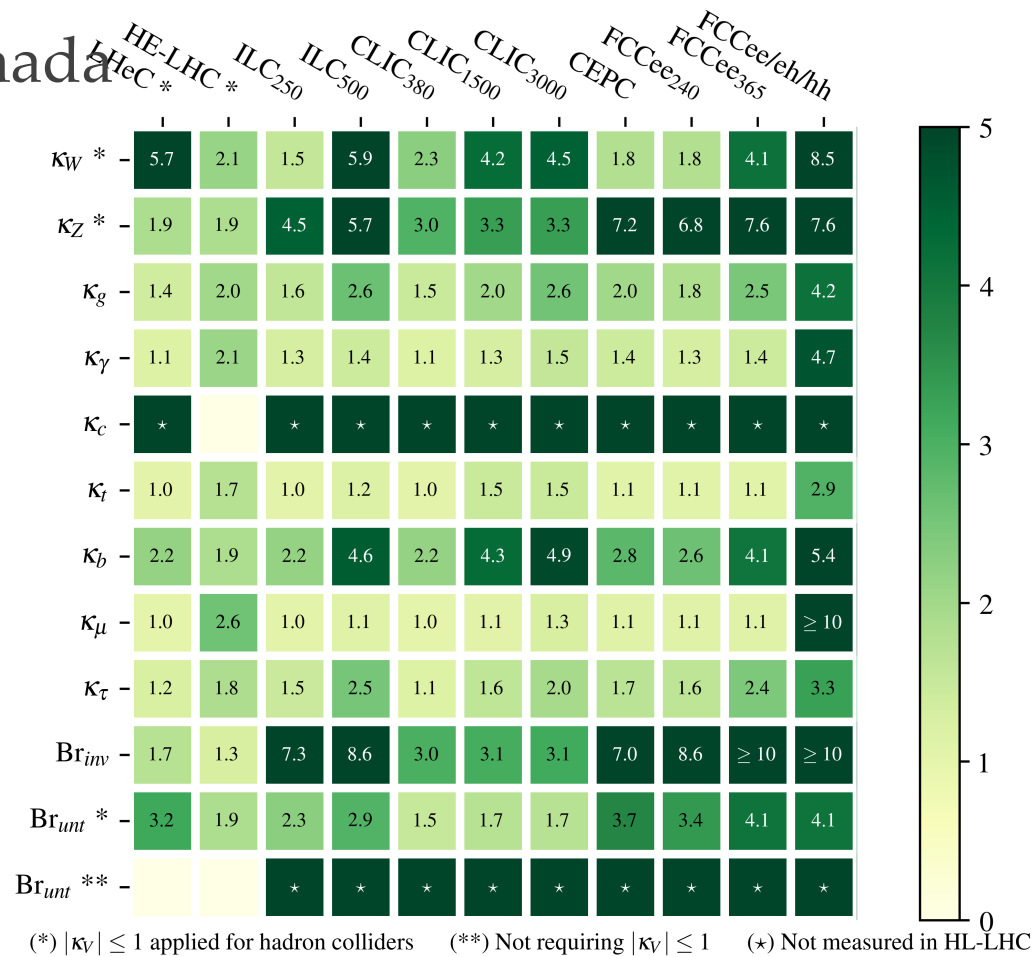 nada
LHeC * HE-LHC * ILC250 ILC500 CLIC380 CLIC1500 CLIC3000 CEPC FCCee240 FCCee365 FCCee/eh/hh
κW * 5.7 2.1 1.5 5.9 2.3 4.2 4.5 1.8 1.8 4.1 8.5 5
κZ * 1.9 1.9 4.5 5.7 3.0 3.3 3.3 7.2 6.8 7.6 7.6
κg 1.4 2.0 1.6 2.6 1.5 2.0 2.6 2.0 1.8 2.5 4.2 4
κγ 1.1 2.1 1.3 1.4 1.1 1.3 1.5 1.4 1.3 1.4 4.7
κc ⋆ ⋆ ⋆ ⋆ ⋆ ⋆ ⋆ ⋆ ⋆ ⋆ 3
κt 1.0 1.7 1.0 1.2 1.0 1.5 1.5 1.1 1.1 1.1 2.9
κb 2.2 1.9 2.2 4.6 2.2 4.3 4.9 2.8 2.6 4.1 5.4
κμ 1.0 2.6 1.0 1.1 1.0 1.1 1.3 1.1 1.1 1.1 ≥ 10 2
κτ 1.2 1.8 1.5 2.5 1.1 1.6 2.0 1.7 1.6 2.4 3.3
Brinv 1.7 1.3 7.3 8.6 3.0 3.1 3.1 7.0 8.6 ≥ 10 ≥ 10 1
Brunt * 3.2 1.9 2.3 2.9 1.5 1.7 1.7 3.7 3.4 4.1 4.1
Brunt ** ⋆ ⋆ ⋆ ⋆ ⋆ ⋆ ⋆ ⋆ ⋆ 0
(*) |κV| ≤ 1 applied for hadron colliders (**) Not requiring |κV| ≤ 1 (⋆) Not measured in HL-LHC